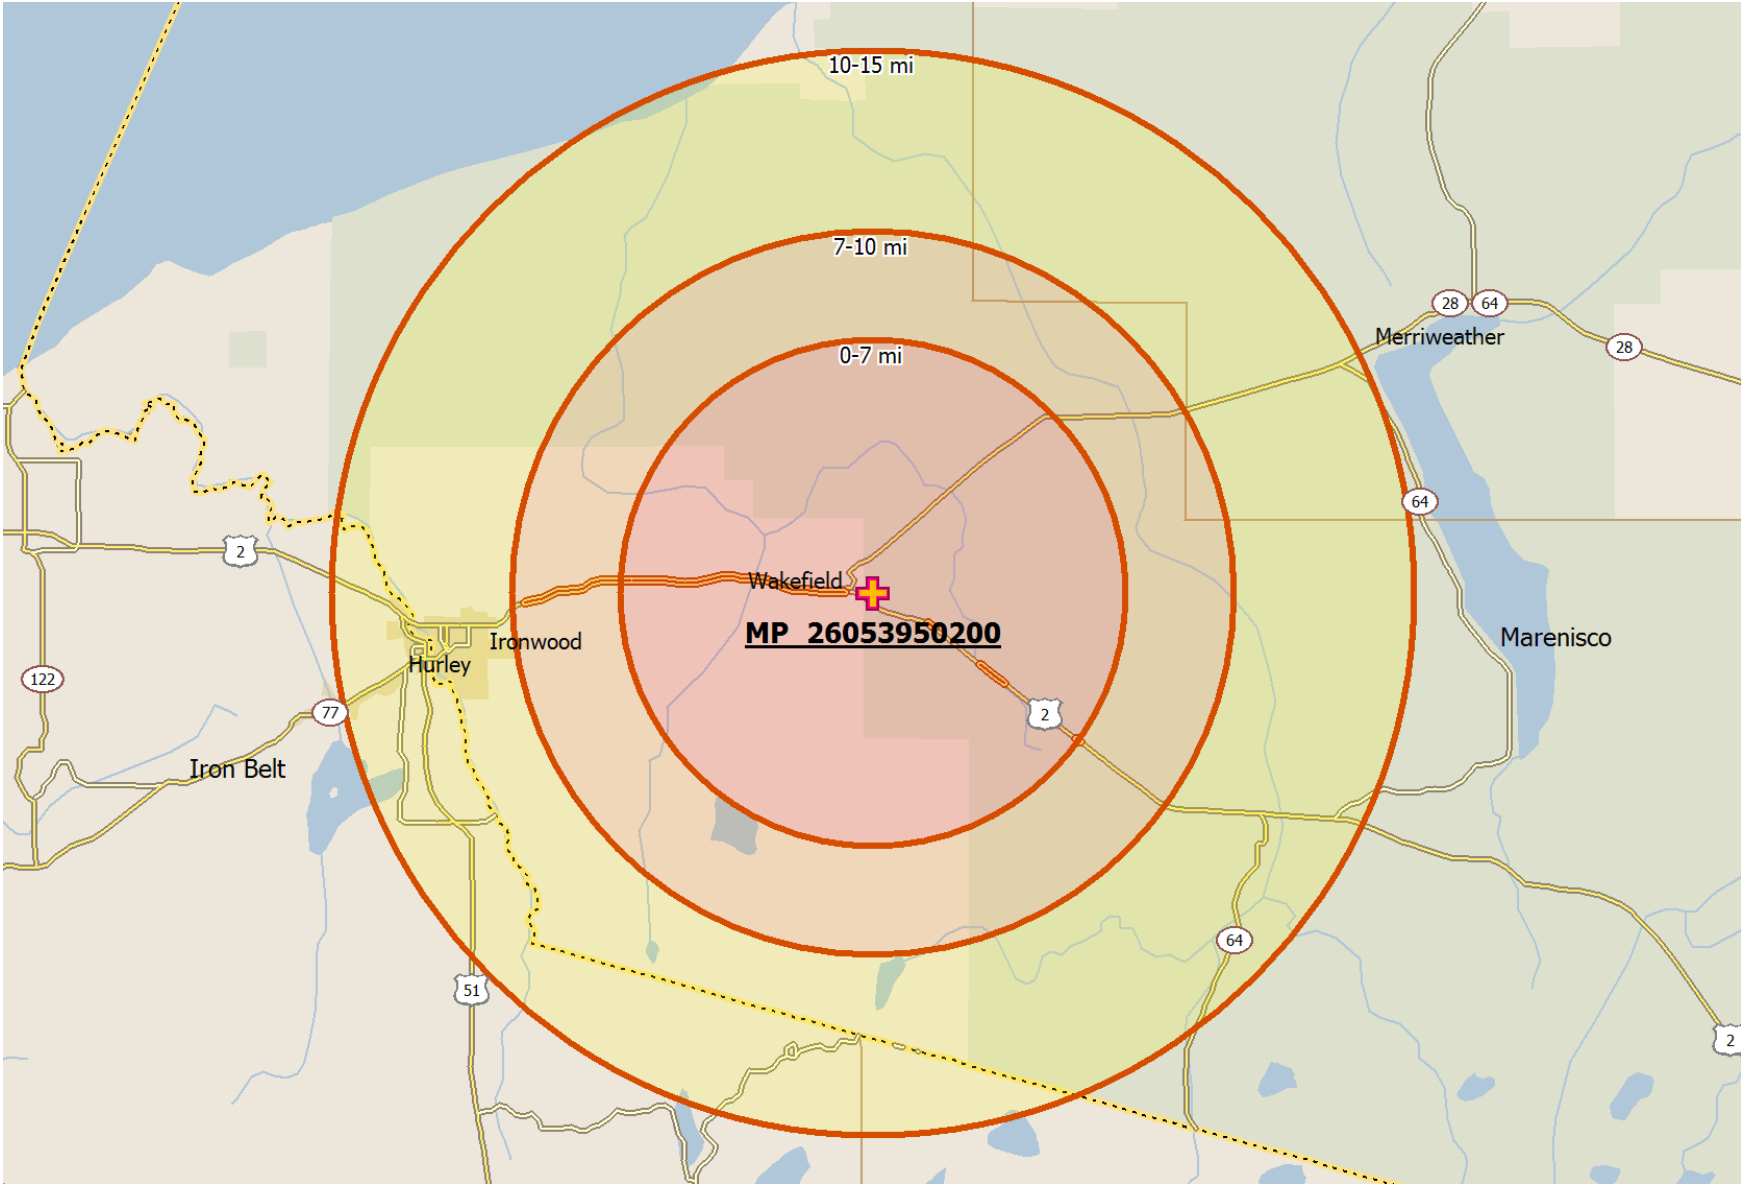 10-15 mi
7-10 mi
28
64
Merriweather
28
0-7 mi
64
2
Wakefield
MP 26053950200
Ironwood
Marenisco
Hurley
122
77
2
Iron Belt
64
51
2